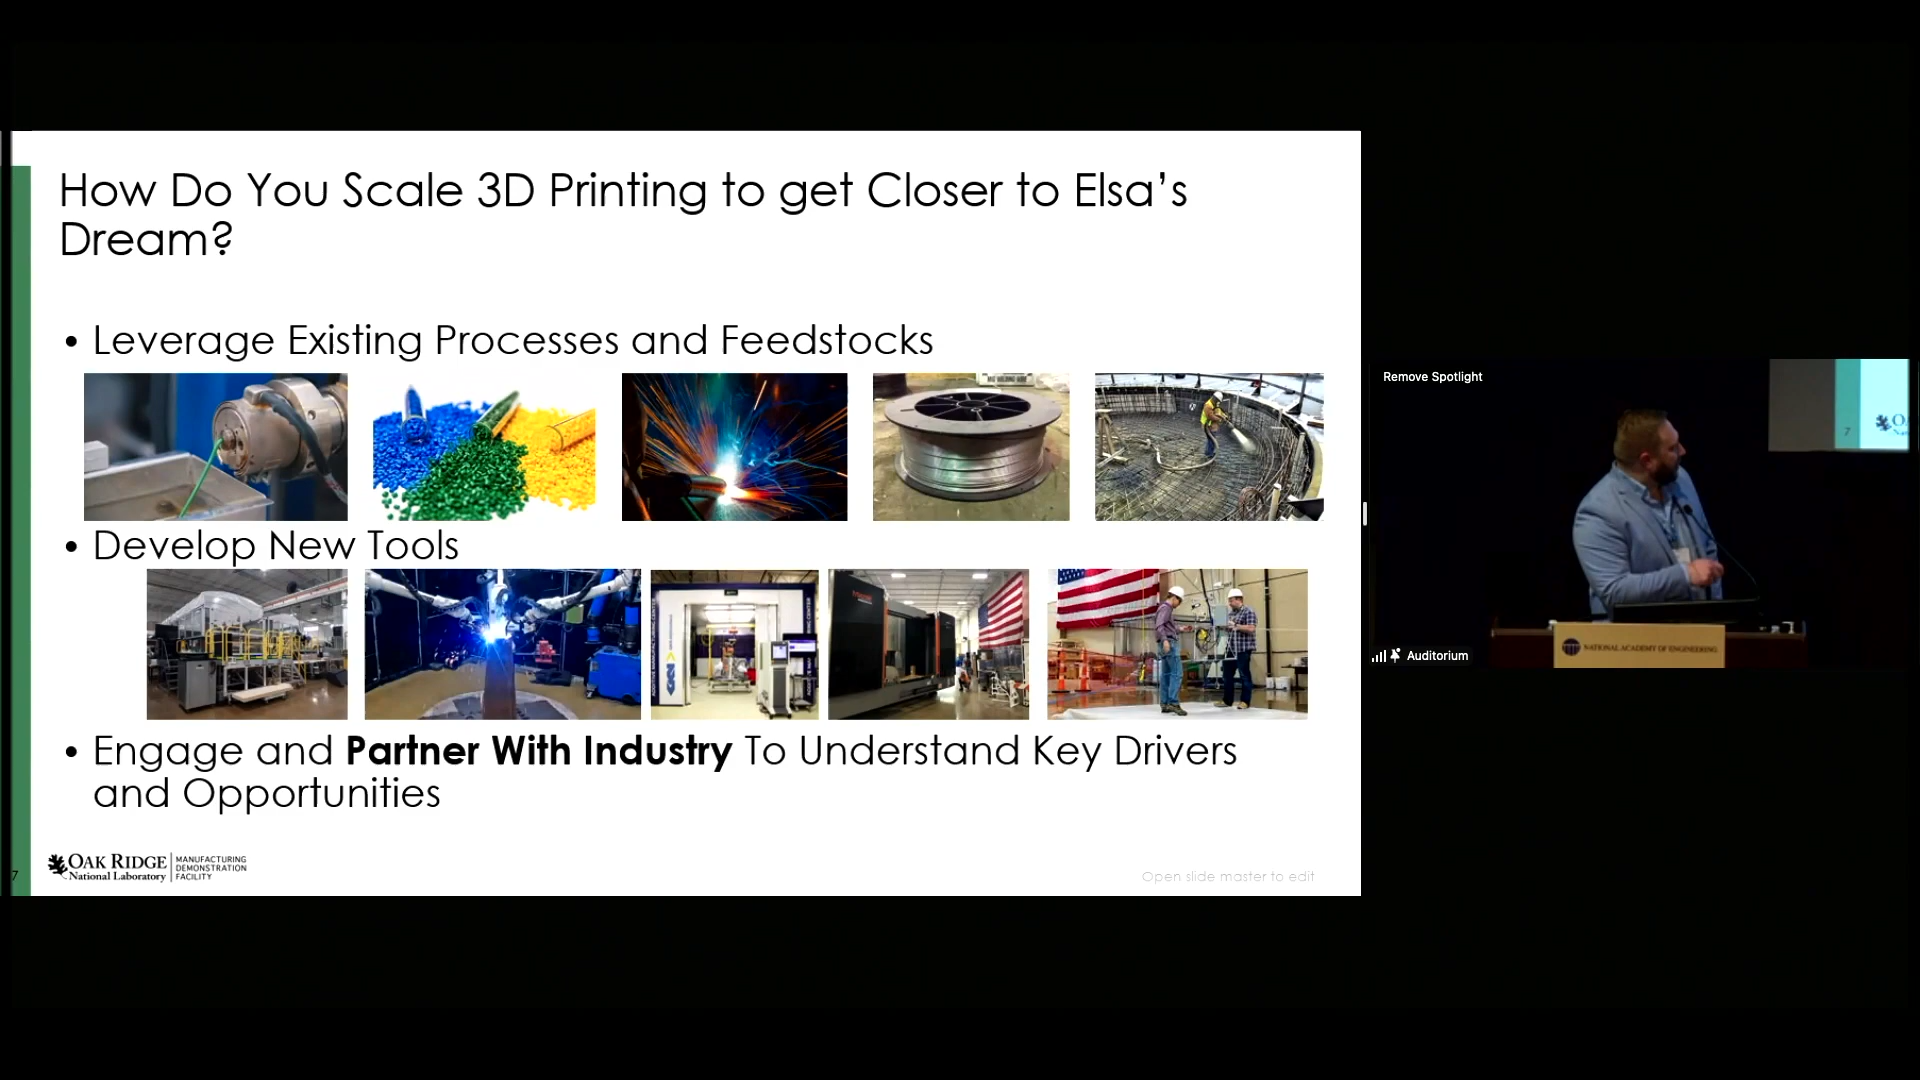 How Do You Scale 3D Printing to get Closer to Elsa's
Dream?
• Leverage Existing Processes and Feedstocks
• Develop New Tools
• Engage and Partner With Industry To Understand Key Drivers
and Opportunities
7
OAK RIDGE
National Laboratory
MANUFACTURING
DEMONSTRATION
FACILITY
Open slide master to edit
Remove Spotlight
7
Auditorium
NATIONAL ACADEMY OF ENGINEERING